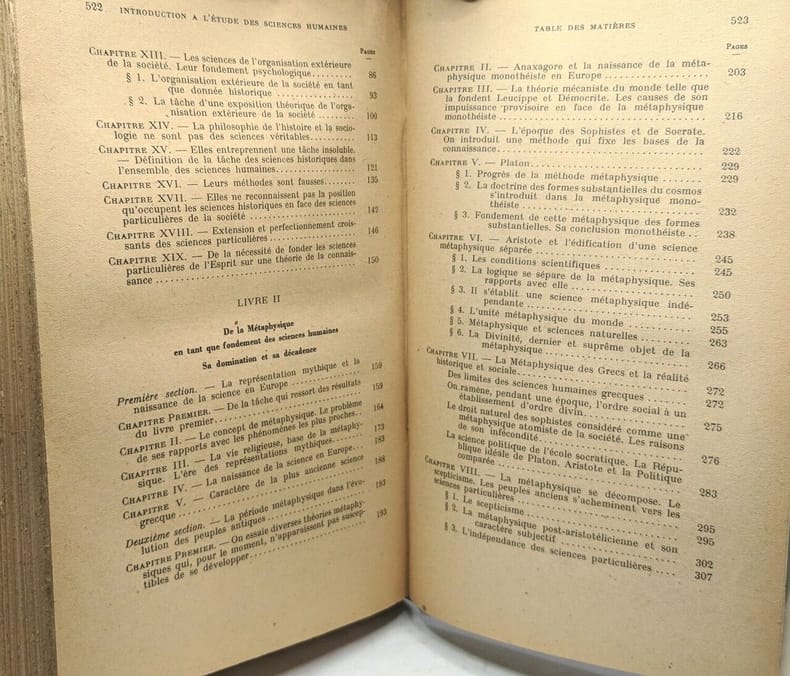 522 INTRODUCTION A L'ÉTUDE DES SCIENCES HUMAINES
Pages
CHAPITRE XIII. — Les sciences de l'organisation extérieure
de la société. Leur fondement psychologique.......... 86
§ 1. L'organisation extérieure de la société en tant
que donnée historique .......... 93
§ 2. La tâche d'une exposition théorique de l'orga-
nisation extérieure de la société .......... 100
CHAPITRE XIV. — La philosophie de l'histoire et la socio-
logie ne sont pas des sciences véritables.......... 113
CHAPITRE XV. — Elles entreprennent une tâche insoluble.
— Définition de la tâche des sciences historiques dans
l'ensemble des sciences humaines.......... 121
CHAPITRE XVI. — Leurs méthodes sont fausses........ 135
CHAPITRE XVII. — Elles ne reconnaissent pas la position
qu'occupent les sciences historiques en face des sciences
particulières de la société .......... 142
CHAPITRE XVIII. — Extension et perfectionnement crois-
sants des sciences particulières .......... 146
CHAPITRE XIX. — De la nécessité de fonder les sciences
particulières de l'Esprit sur une théorie de la connais-
sance .......... 150
LIVRE II
De la Métaphysique
en tant que fondement des sciences humaines
Sa domination et sa décadence
Première section. — La représentation mythique et la
naissance de la science en Europe .......... 159
CHAPITRE PREMIER. — De la tâche qui ressort des résultats
du livre premier.......... 159
CHAPITRE II. — Le concept de métaphysique. Le problème
de ses rapports avec les phénomènes les plus proches.. 164
CHAPITRE III. — La vie religieuse, base de la métaphy-
sique. L'ère des représentations mythiques.......... 173
CHAPITRE IV. — La naissance de la science en Europe... 183
CHAPITRE V. — Caractère de la plus ancienne science
grecque .......... 188
Deuxième section. — La période métaphysique dans l'évo-
lution des peuples antiques .......... 193
CHAPITRE PREMIER. — On essaie diverses théories métaphy-
siques qui, pour le moment, n'apparaissent pas suscep-
tibles de se développer.......... 193
TABLE DES MATIÈRES 523
Pages
CHAPITRE II. — Anaxagore et la naissance de la méta-
physique monothéiste en Europe .......... 203
CHAPITRE III. — La théorie mécaniste du monde telle que
la fondent Leucippe et Démocrite. Les causes de son
impuissance provisoire en face de la métaphysique
monothéiste .......... 216
CHAPITRE IV. — L'époque des Sophistes et de Socrate.
On introduit une méthode qui fixe les bases de la
connaissance.......... 222
CHAPITRE V. — Platon.......... 229
§ 1. Progrès de la méthode métaphysique .......... 229
§ 2. La doctrine des formes substantielles du cosmos
s'introduit dans la métaphysique mono-
théiste .......... 232
§ 3. Fondement de cette métaphysique des formes
substantielles. Sa conclusion monothéiste .. 238
CHAPITRE VI. — Aristote et l'édification d'une science
métaphysique séparée .......... 245
§ 1. Les conditions scientifiques .......... 245
§ 2. La logique se sépare de la métaphysique. Ses
rapports avec elle .......... 250
§ 3. Il s'établit une science métaphysique indé-
pendante .......... 253
§ 4. L'unité métaphysique du monde .......... 255
§ 5. Métaphysique et sciences naturelles .......... 263
§ 6. La Divinité, dernier et suprême objet de la
métaphysique .......... 266
CHAPITRE VII. — La Métaphysique des Grecs et la réalité
historique et sociale.......... 272
Des limites des sciences humaines grecques ........ 272
On ramène, pendant une époque, l'ordre social à un
établissement d'ordre divin.......... 275
Le droit naturel des sophistes considéré comme une
métaphysique atomiste de la société. Les raisons
de son infécondité .......... 276
La science politique de l'école socratique. La Répu-
blique idéale de Platon. Aristote et la Politique
comparée .......... 283
CHAPITRE VIII. — La métaphysique se décompose. Le
scepticisme. Les peuples anciens s'acheminent vers les
sciences particulières .......... 295
§ 1. Le scepticisme .......... 295
§ 2. La métaphysique post-aristotélicienne et son
caractère subjectif .......... 302
§ 3. L'indépendance des sciences particulières .... 307